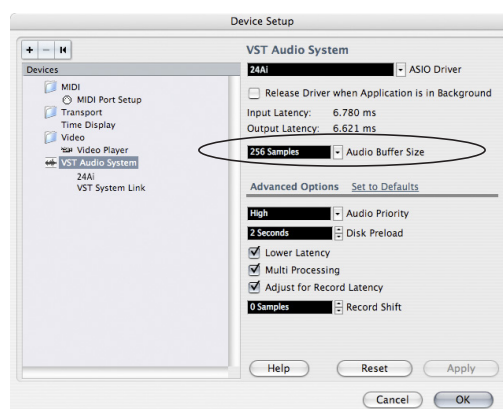 Device Setup
Devices
MIDI
MIDI Port Setup
Transport
Time Display
Video
Video Player
VST Audio System
24Ai
VST System Link
VST Audio System
24Ai ASIO Driver
Release Driver when Application is in Background
Input Latency: 6.780 ms
Output Latency: 6.621 ms
256 Samples Audio Buffer Size
Advanced Options Set to Defaults
High Audio Priority
2 Seconds Disk Preload
Lower Latency
Multi Processing
Adjust for Record Latency
0 Samples Record Shift
Help Reset Apply
Cancel OK